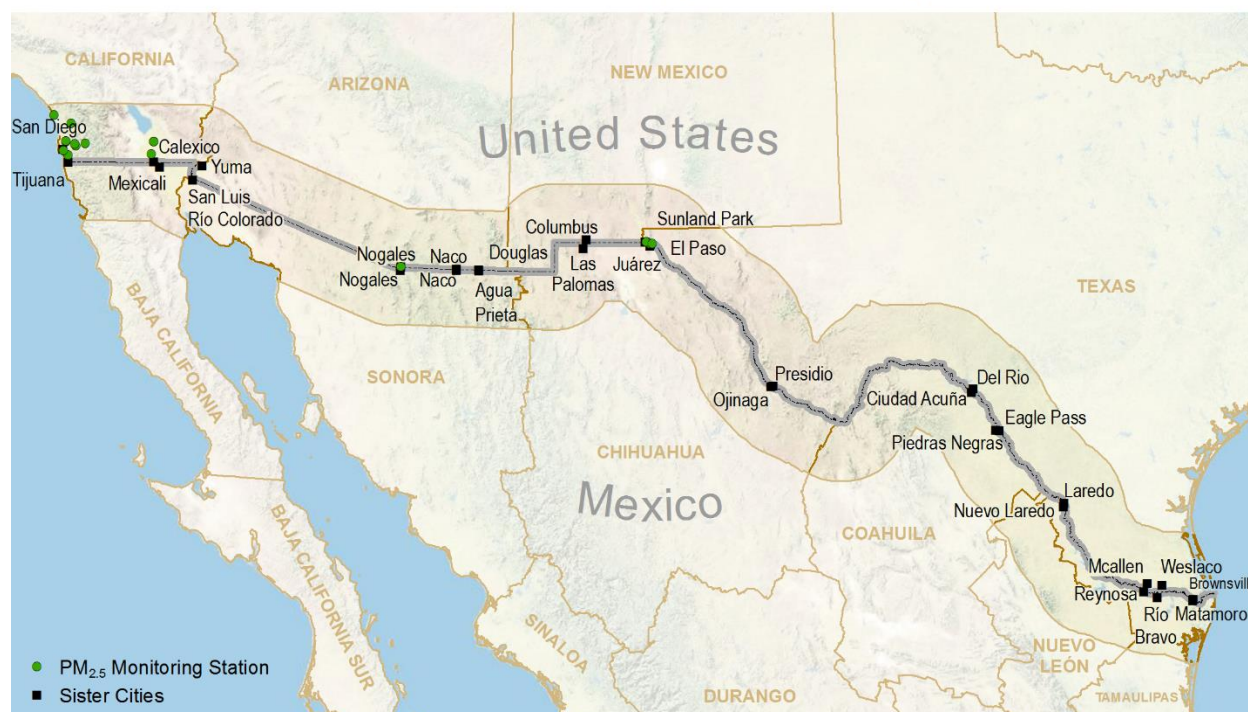 CALIFORNIA
ARIZONA
NEW MEXICO
United States
San Diego
Calexico
Yuma
Tijuana
Mexicali
San Luis
Río Colorado
Sunland Park
Columbus
El Paso
Juárez
Las
Palomas
Nogales
Nogales
Naco
Naco
Douglas
Agua
Prieta
TEXAS
BAJA CALIFORNIA
SONORA
Presidio
Ojinaga
Del Rio
Ciudad Acuña
Eagle Pass
Piedras Negras
CHIHUAHUA
Mexico
Laredo
Nuevo Laredo
COAHUILA
Mcallen
Weslaco
Brownsvill
Reynosa
Río
Bravo
Matamoro
BAJA CALIFORNIA SUR
SINALOA
DURANGO
NUEVO
LEÓN
TAMAULIPAS
PM2.5 Monitoring Station
Sister Cities